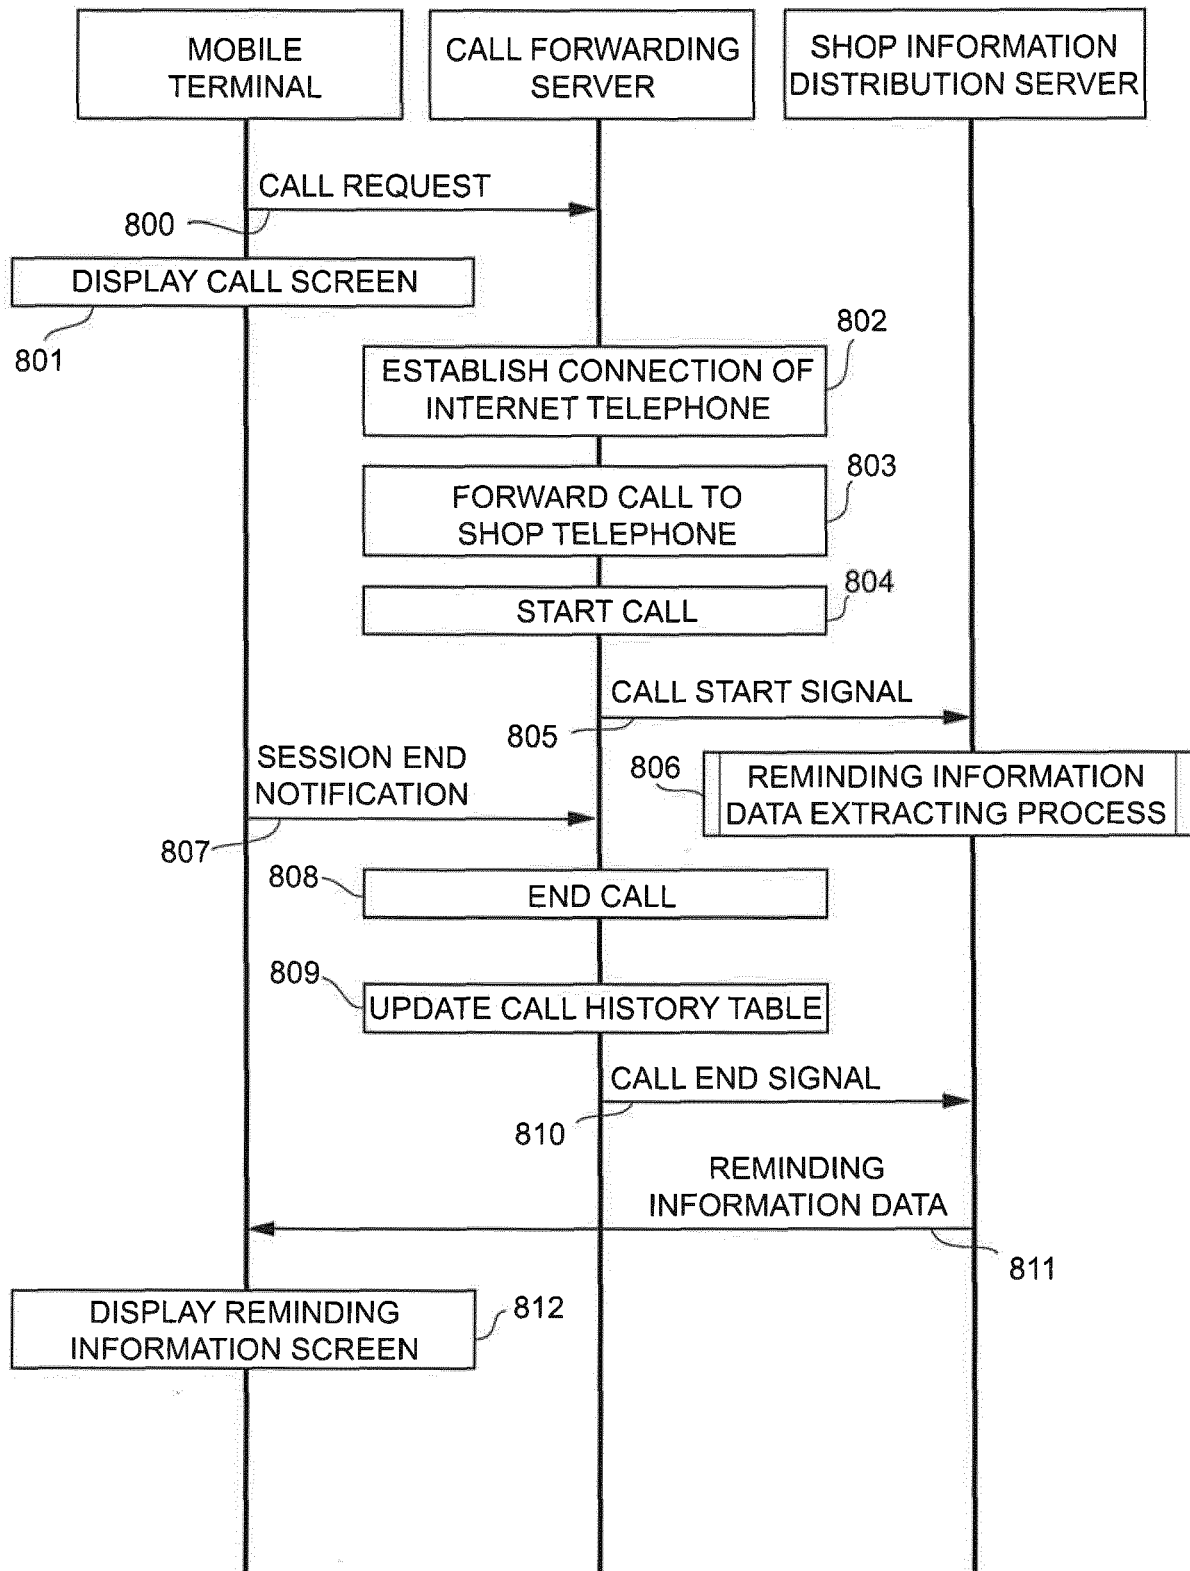 MOBILE
TERMINAL
CALL FORWARDING
SERVER
SHOP INFORMATION
DISTRIBUTION SERVER
CALL REQUEST
800
DISPLAY CALL SCREEN
801
802
ESTABLISH CONNECTION OF
INTERNET TELEPHONE
803
FORWARD CALL TO
SHOP TELEPHONE
804
START CALL
CALL START SIGNAL
805
SESSION END
NOTIFICATION
807
806
REMINDING INFORMATION
DATA EXTRACTING PROCESS
808
END CALL
809
UPDATE CALL HISTORY TABLE
CALL END SIGNAL
810
REMINDING
INFORMATION DATA
811
DISPLAY REMINDING
INFORMATION SCREEN
812